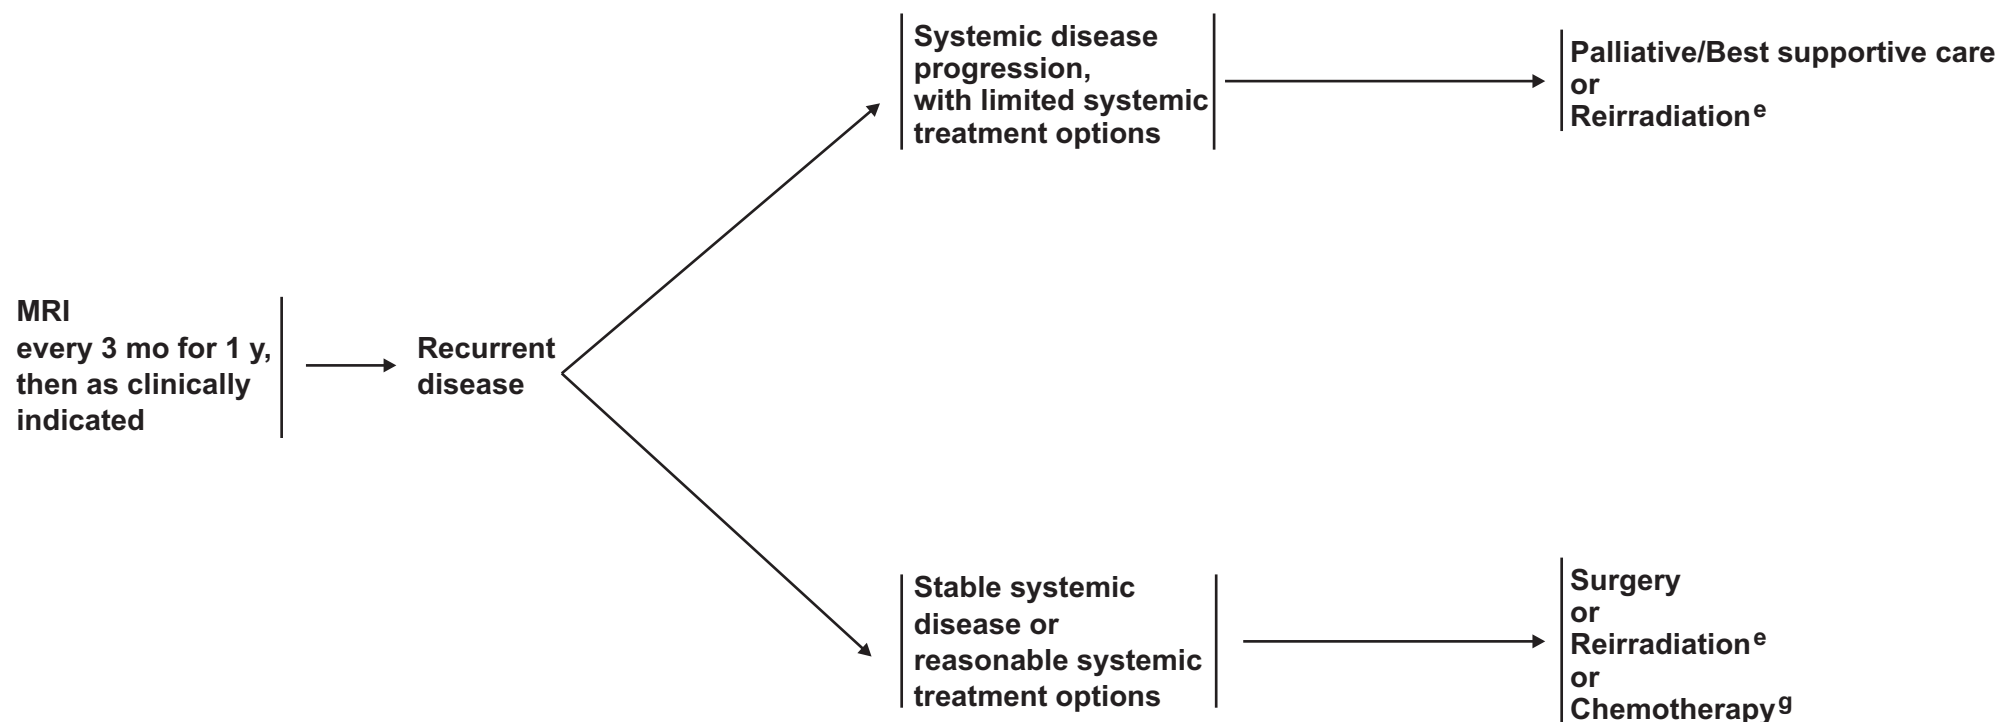 MRI
every 3 mo for 1 y,
then as clinically
indicated
Recurrent
disease
Systemic disease
progression,
with limited systemic
treatment options
Palliative/Best supportive care
or
Reirradiation e
Stable systemic
disease or
reasonable systemic
treatment options
Surgery
or
Reirradiation e
or
Chemotherapy g